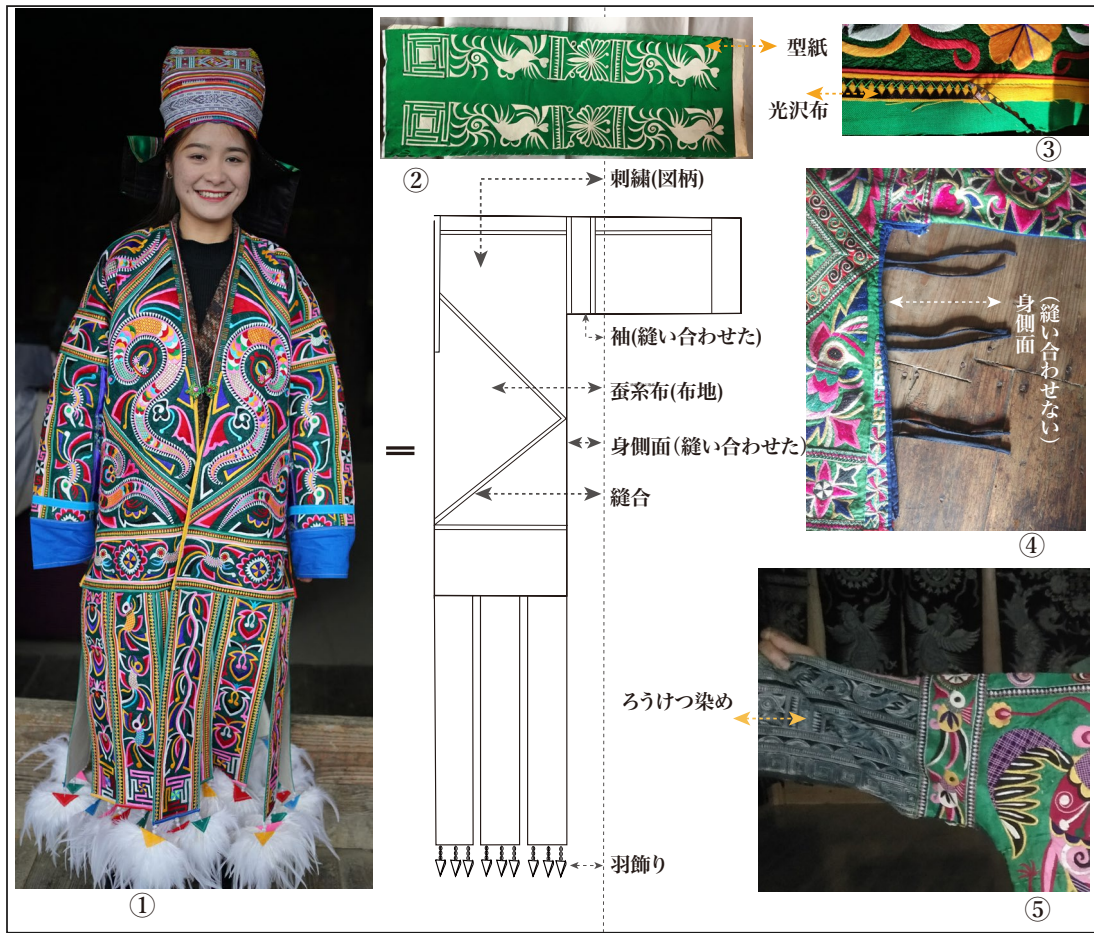 型紙
光沢布
③
②
刺繍(図柄)
身側面
(縫い合わせない)
袖(縫い合わせた)
蚕糸布(布地)
＝
身側面(縫い合わせた)
縫合
④
ろうけつ染め
羽飾り
①
⑤